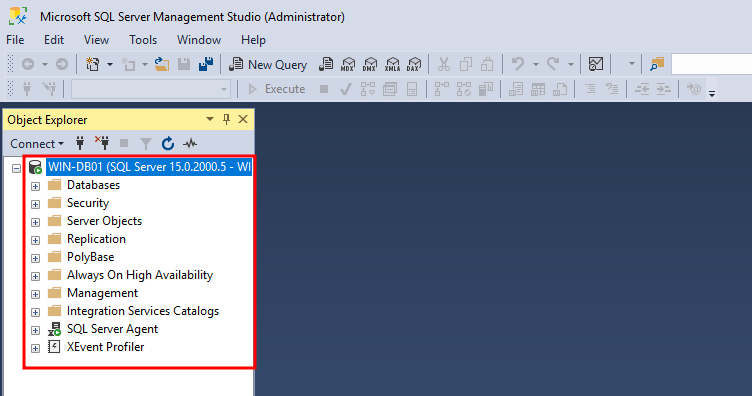 Microsoft SQL Server Management Studio (Administrator)
File Edit View Tools Window Help
New Query MDX DMX XMLA DAX
Execute
Object Explorer
Connect
WIN-DB01 (SQL Server 15.0.2000.5 - WI
Databases
Security
Server Objects
Replication
PolyBase
Always On High Availability
Management
Integration Services Catalogs
SQL Server Agent
XEvent Profiler